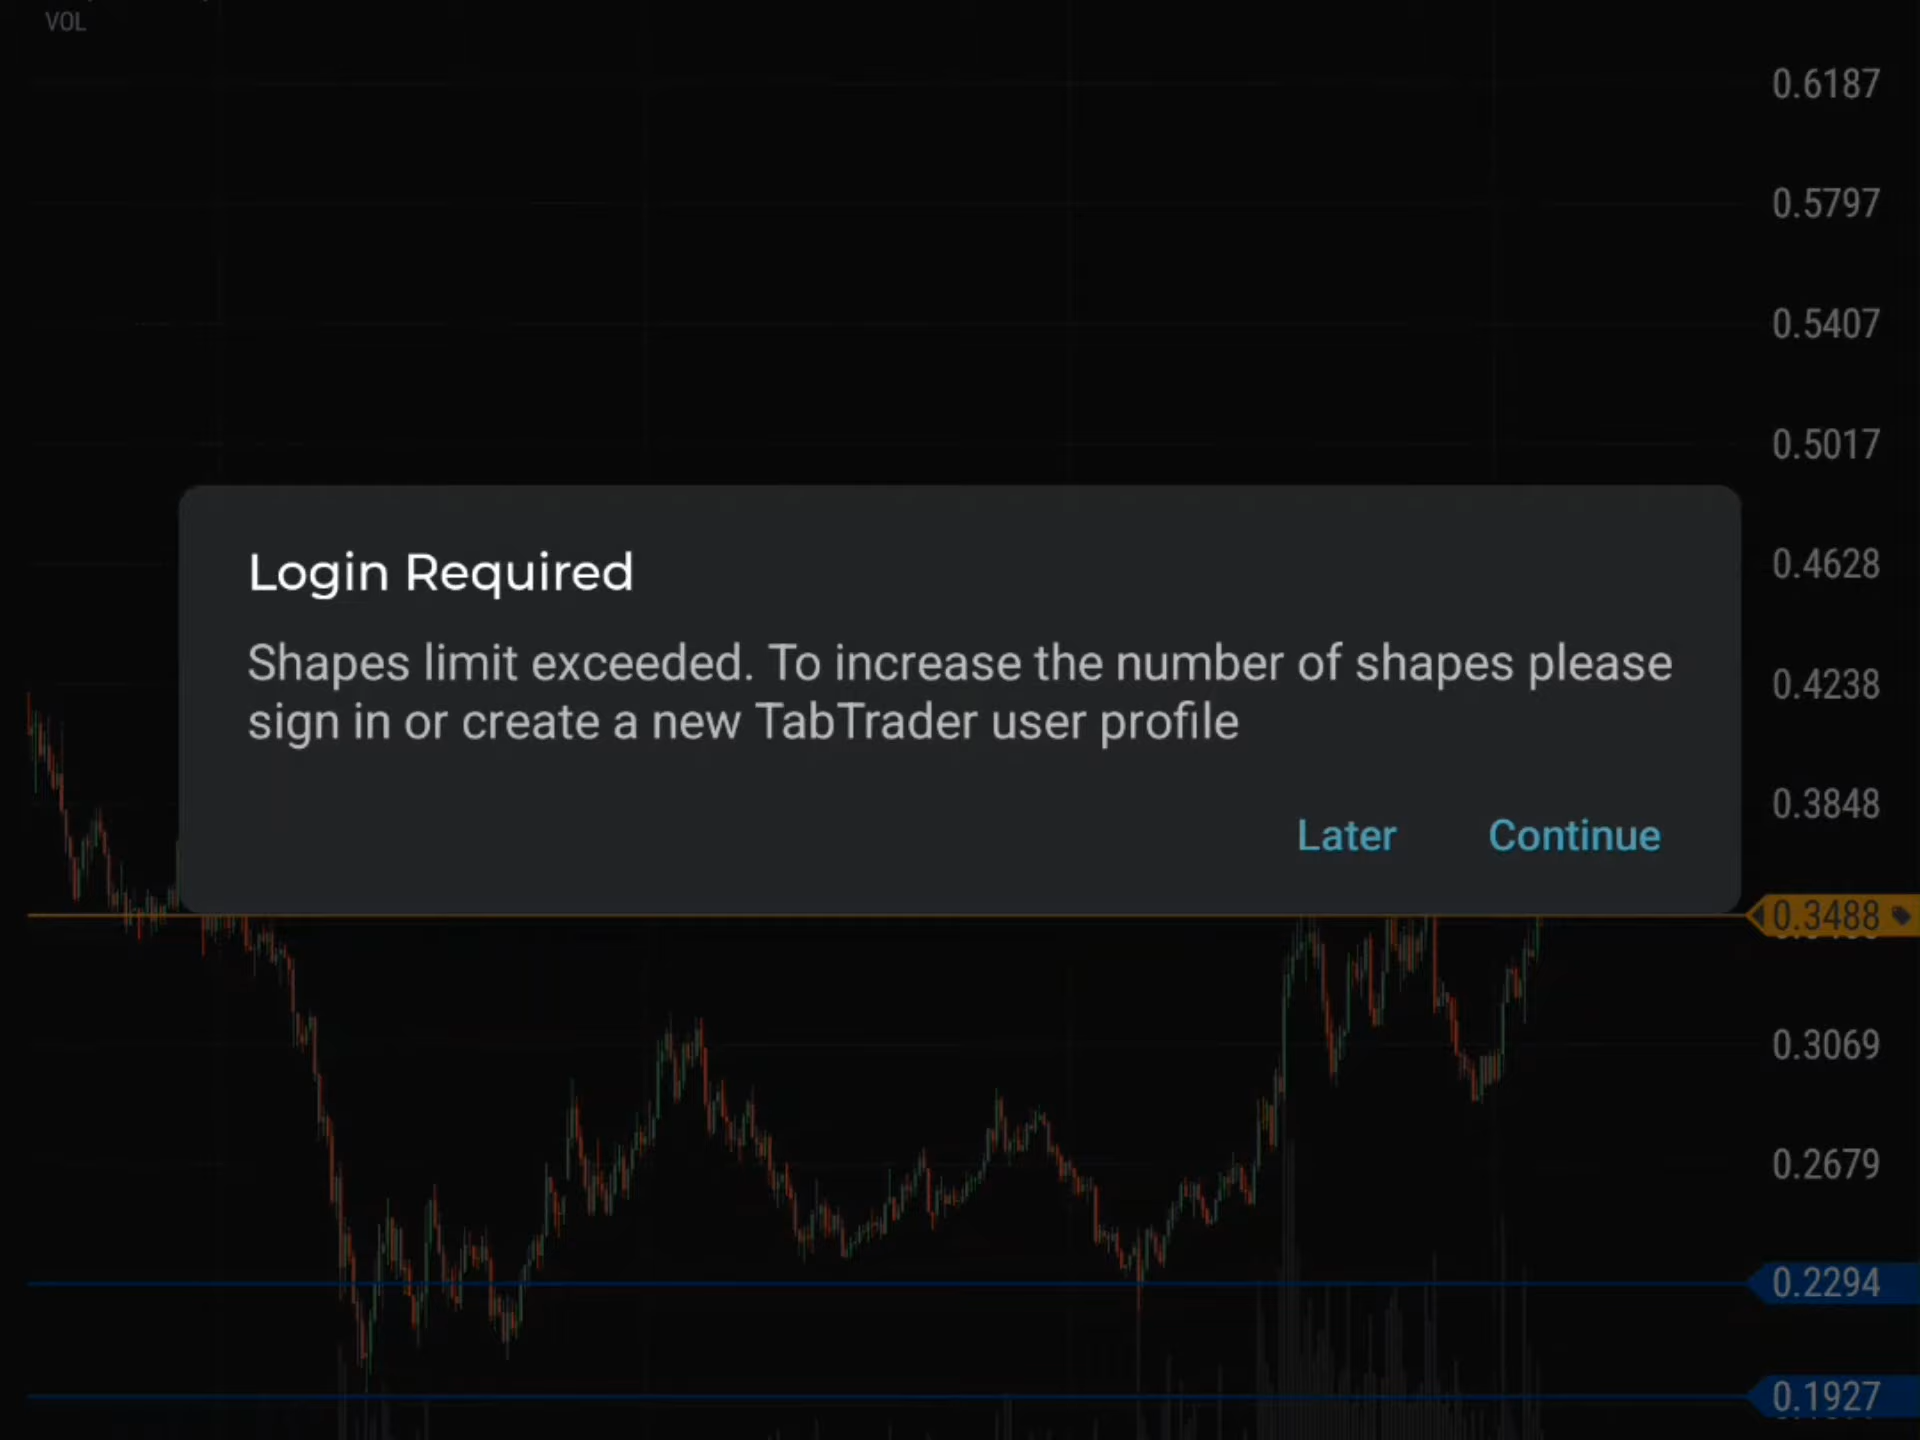 VOL
0.6187
0.5797
0.5407
0.5017
Login Required
0.4628
Shapes limit exceeded. To increase the number of shapes please
sign in or create a new TabTrader user profile
0.4238
Later
Continue
0.3848
0.3488
0.3069
0.2679
0.2294
0.1927